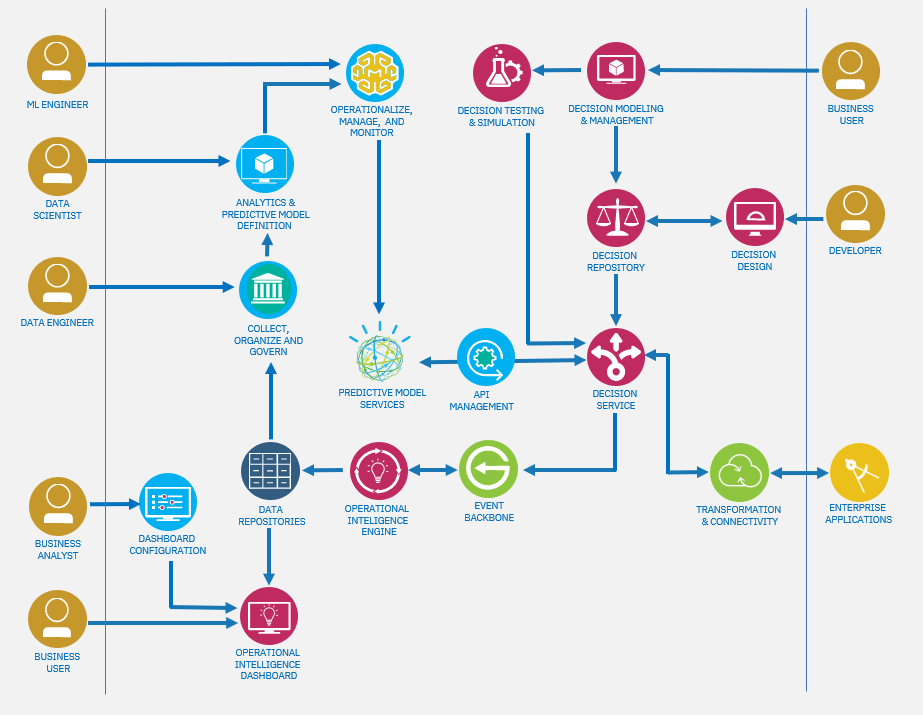 ML ENGINEER
OPERATIONALIZE,
MANAGE, AND
MONITOR
DECISION TESTING
& SIMULATION
DECISION MODELING
& MANAGEMENT
BUSINESS
USER
DATA
SCIENTIST
ANALYTICS &
PREDICTIVE MODEL
DEFINITION
DECISION
REPOSITORY
DECISION
DESIGN
DEVELOPER
DATA ENGINEER
COLLECT,
ORGANIZE AND
GOVERN
PREDICTIVE MODEL
SERVICES
API
MANAGEMENT
DECISION
SERVICE
DATA
REPOSITORIES
OPERATIONAL
INTELIGENCE
ENGINE
EVENT
BACKBONE
TRANSFORMATION
& CONNECTIVITY
ENTERPRISE
APPLICATIONS
BUSINESS
ANALYST
DASHBOARD
CONFIGURATION
BUSINESS
USER
OPERATIONAL
INTELLIGENCE
DASHBOARD